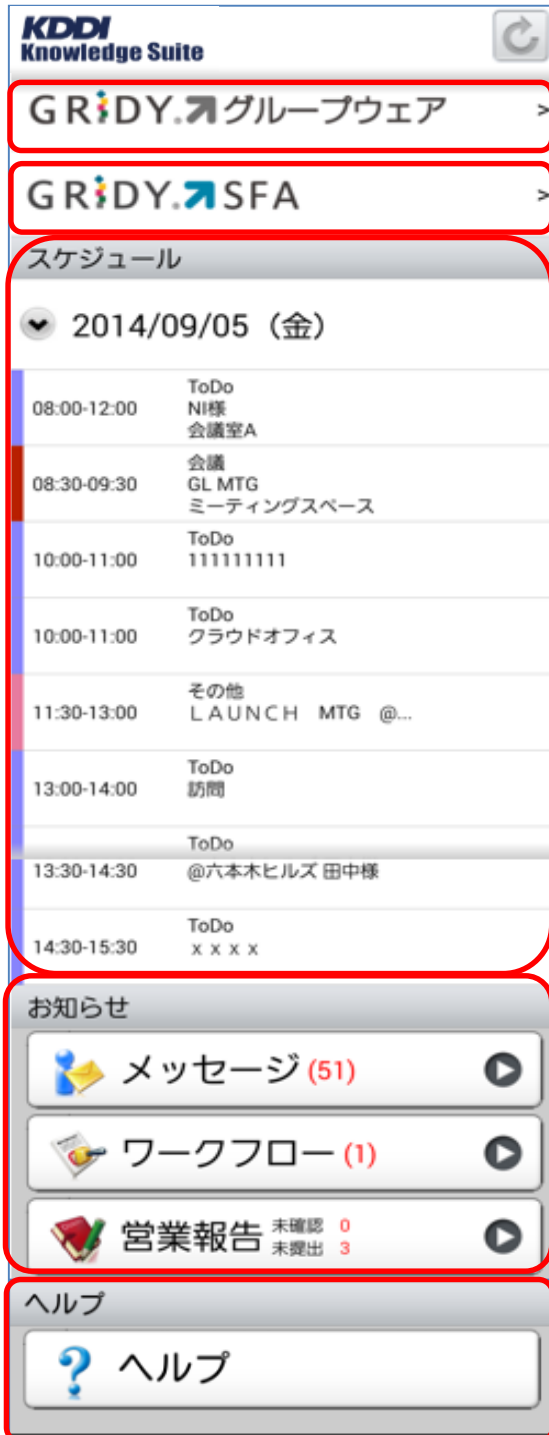 KDDI
Knowledge Suite
GRiDY.グループウェア >
GRiDY.SFA >
スケジュール
2014/09/05（金）
ToDo
08:00-12:00 NI様
会議室A
会議
08:30-09:30 GL MTG
ミーティングスペース
ToDo
10:00-11:00 111111111
ToDo
10:00-11:00 クラウドオフィス
その他
11:30-13:00 ＬＡＵＮＣＨ　MTG　@...
ToDo
13:00-14:00 訪問
ToDo
13:30-14:30 @六本木ヒルズ 田中様
ToDo
14:30-15:30 ｘｘｘｘ
お知らせ
メッセージ (51)
ワークフロー (1)
営業報告 未確認 0
未提出 3
ヘルプ
? ヘルプ